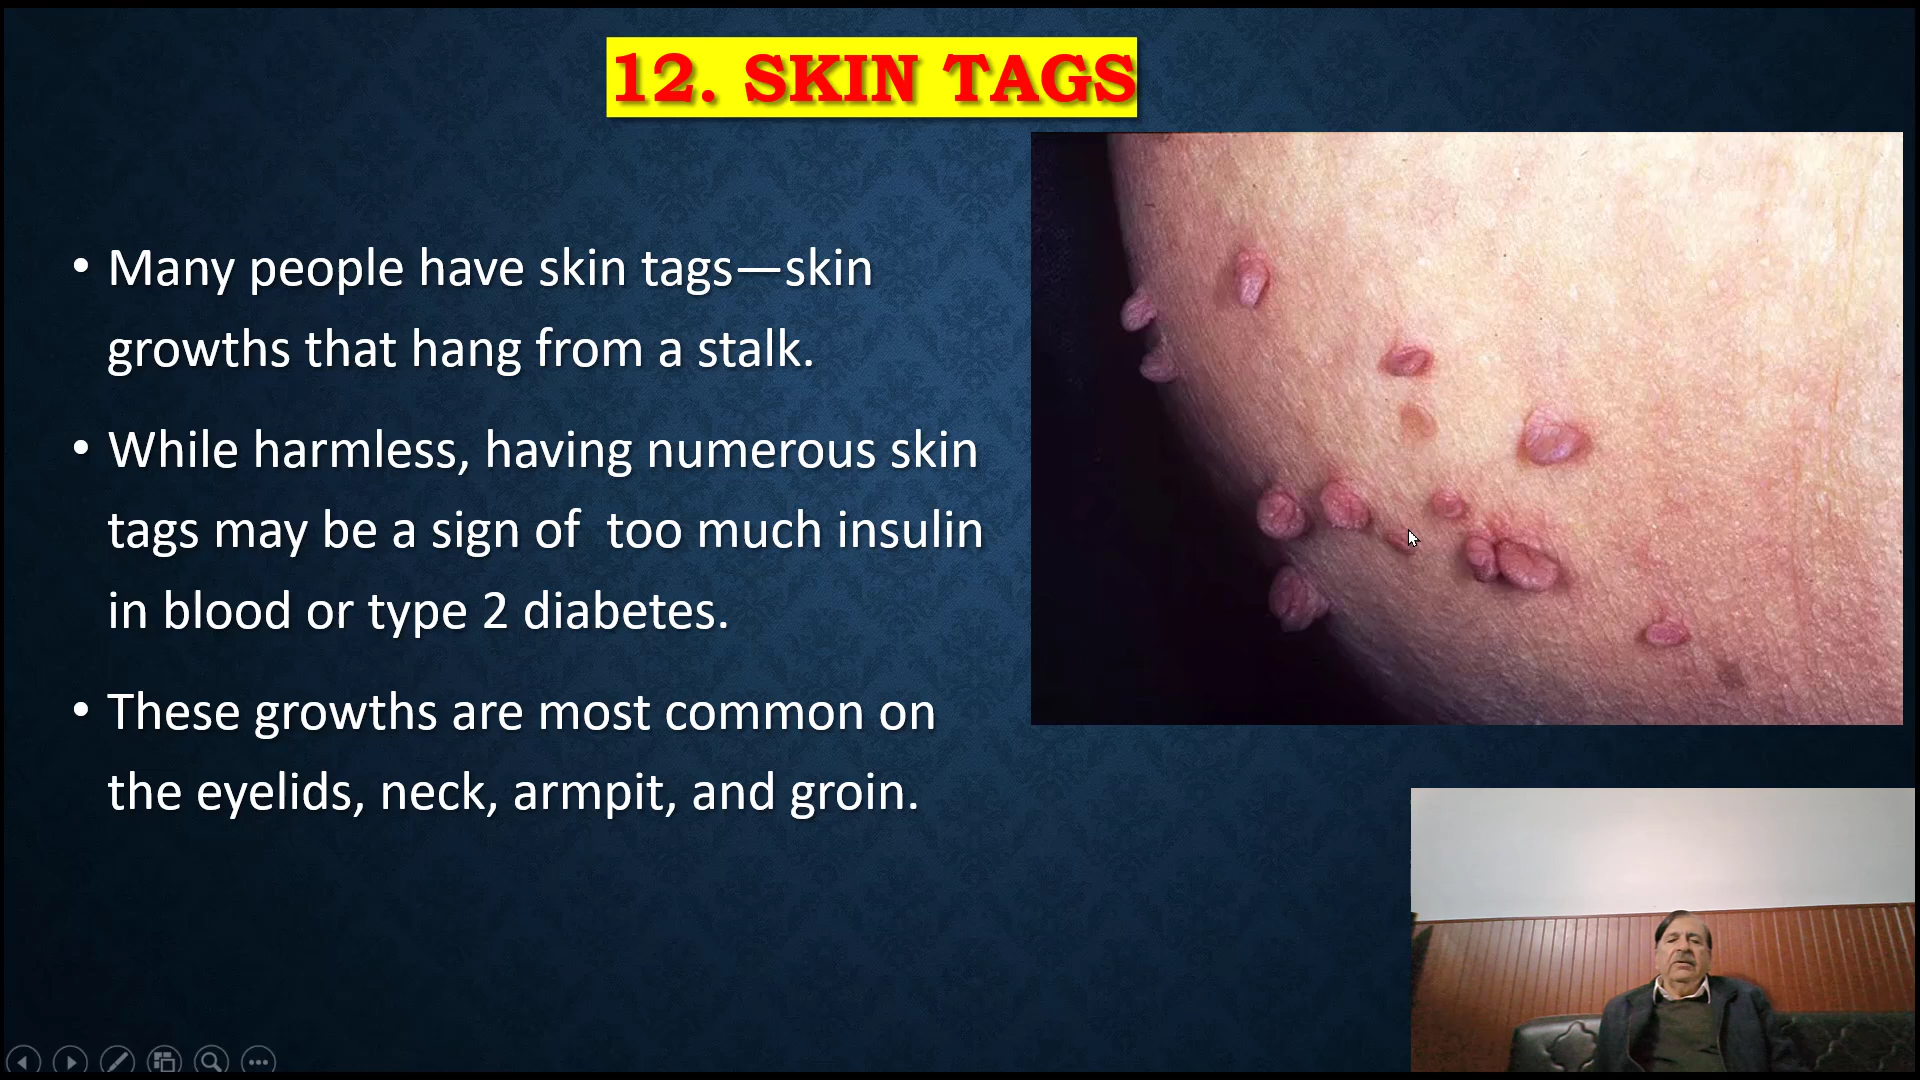 12. SKIN TAGS
• Many people have skin tags—skin
growths that hang from a stalk.
• While harmless, having numerous skin
tags may be a sign of  too much insulin
in blood or type 2 diabetes.
• These growths are most common on
the eyelids, neck, armpit, and groin.